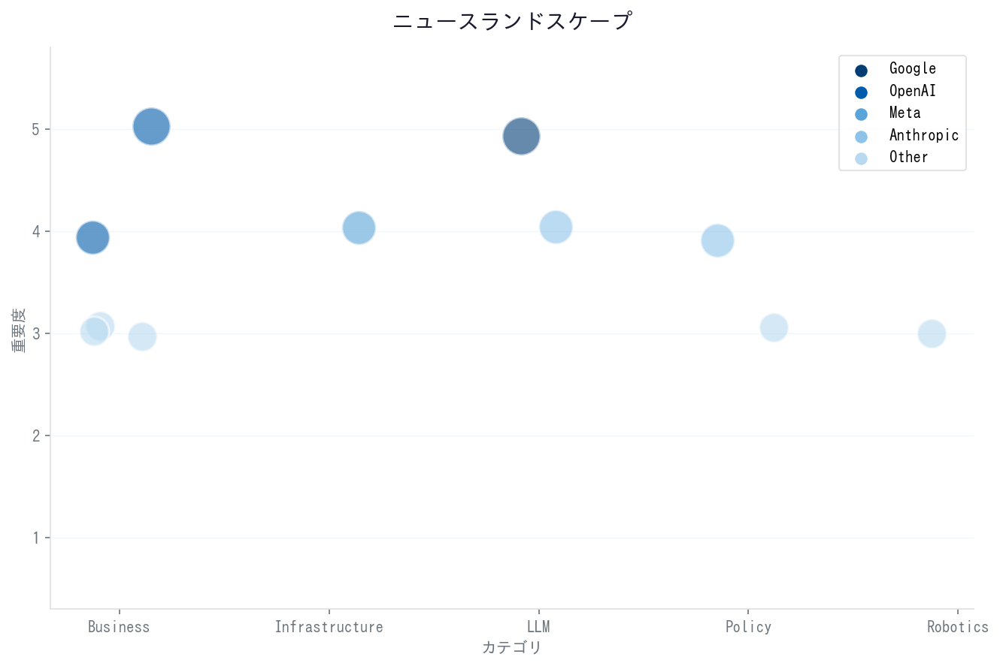 ニュースランドスケープ
Google
OpenAI
Meta
Anthropic
Other
重要度
5
4
3
2
1
Business
Infrastructure
LLM
Policy
Robotics
カテゴリ